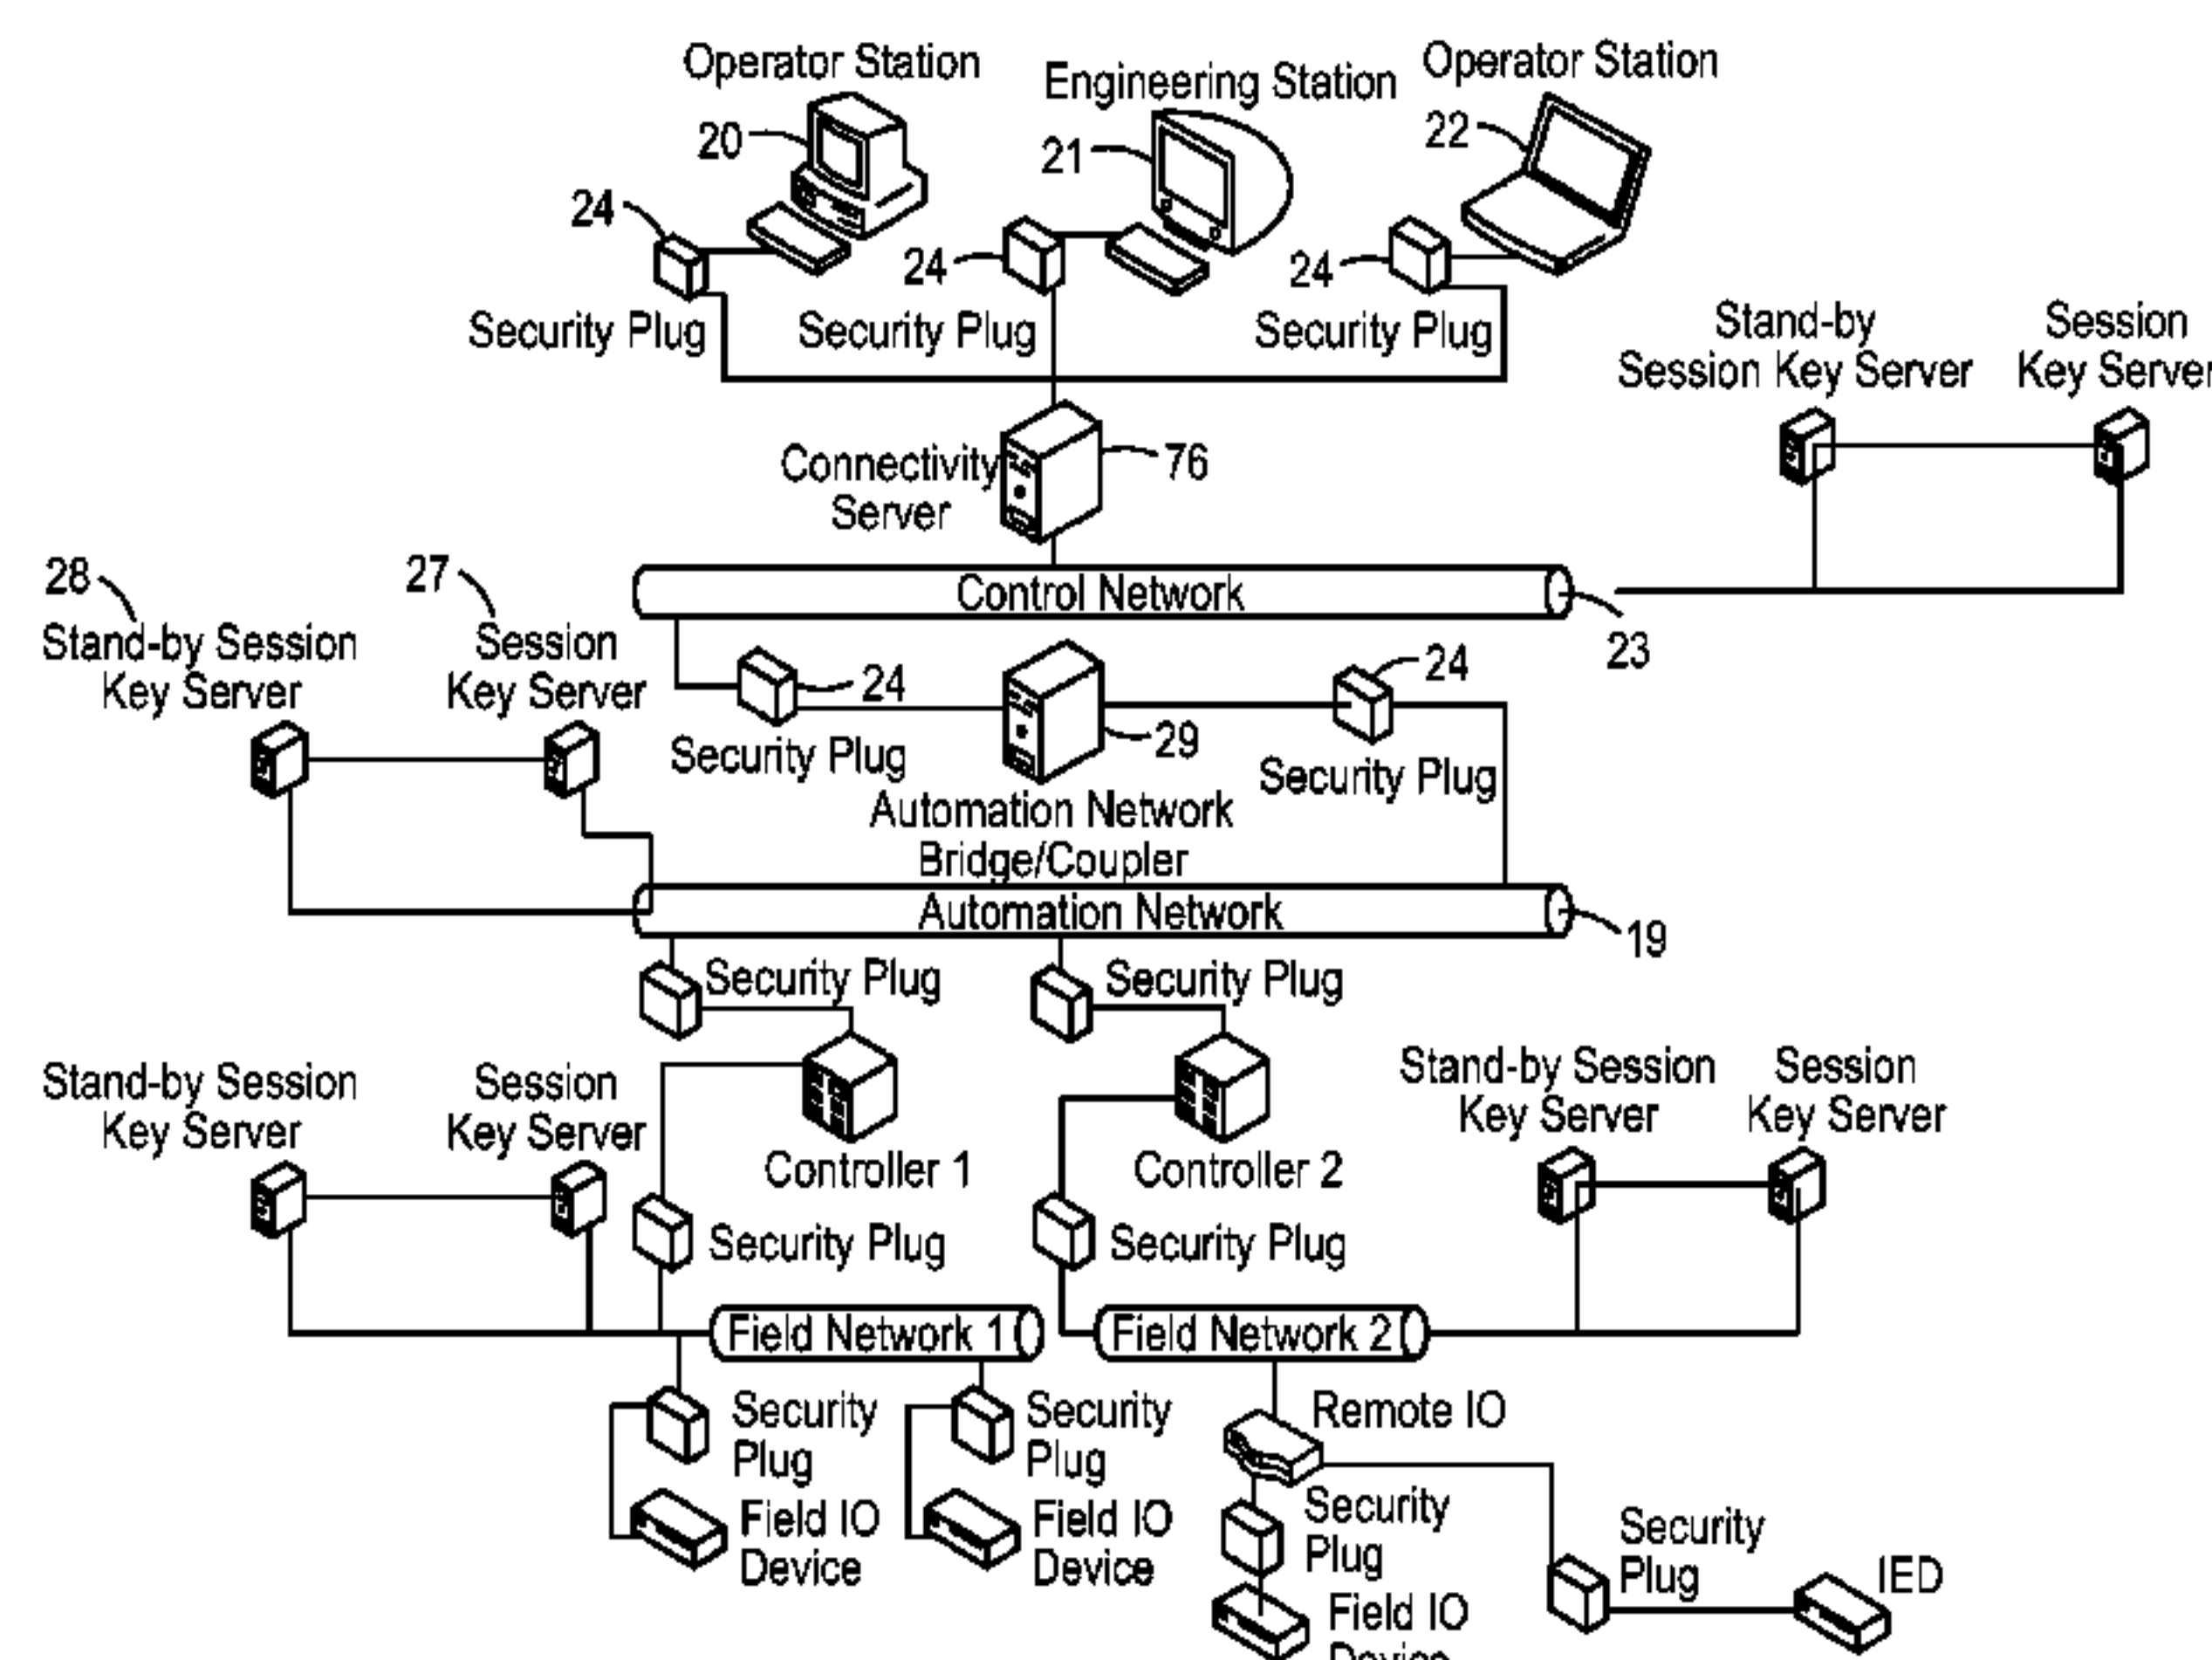 Operator Station
Engineering Station
Operator Station
20
21
22
24
24
24
Security Plug
Security Plug
Security Plug
Stand-by
Session Key Server
Session
Key Server
Connectivity
Server
76
28
27
Control Network
23
Stand-by Session
Key Server
Session
Key Server
24
24
Security Plug
29
Security Plug
Automation Network
Bridge/Coupler
Automation Network
19
Security Plug
Security Plug
Stand-by Session
Key Server
Session
Key Server
Stand-by Session
Key Server
Session
Key Server
Controller 1
Controller 2
Security Plug
Security Plug
Field Network 1
Field Network 2
Security
Plug
Security
Plug
Remote IO
Field IO
Device
Field IO
Device
Security
Plug
Security
Plug
IED
Field IO
Device